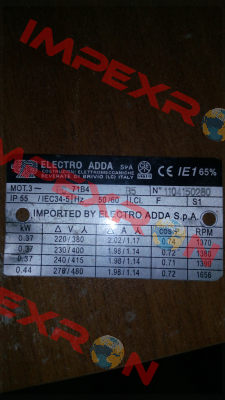 IMPEXRON
ELECTRO ADDA SPA
COSTRUZIONI ELETTROMECCANICHE
BEVERATE DI BRIVIO (LC) ITALY
CE IE1 65%
MOT.3~ 71B4 B5 N° 1104150280
IP 55 /IEC34-5 Hz 50/60 I.Cl. F S1
IMPORTED BY ELECTRO ADDA S.p.A.
kW Δ V Y Δ A Y COS φ RPM
0.37 220/380 2.02/1.17 0.74 1370
0.37 230/400 1.98/1.14 0.72 1380
0.37 240/415 1.98/1.14 0.71 1390
0.44 276/480 1.98/1.14 0.72 1656
IMPEXRON